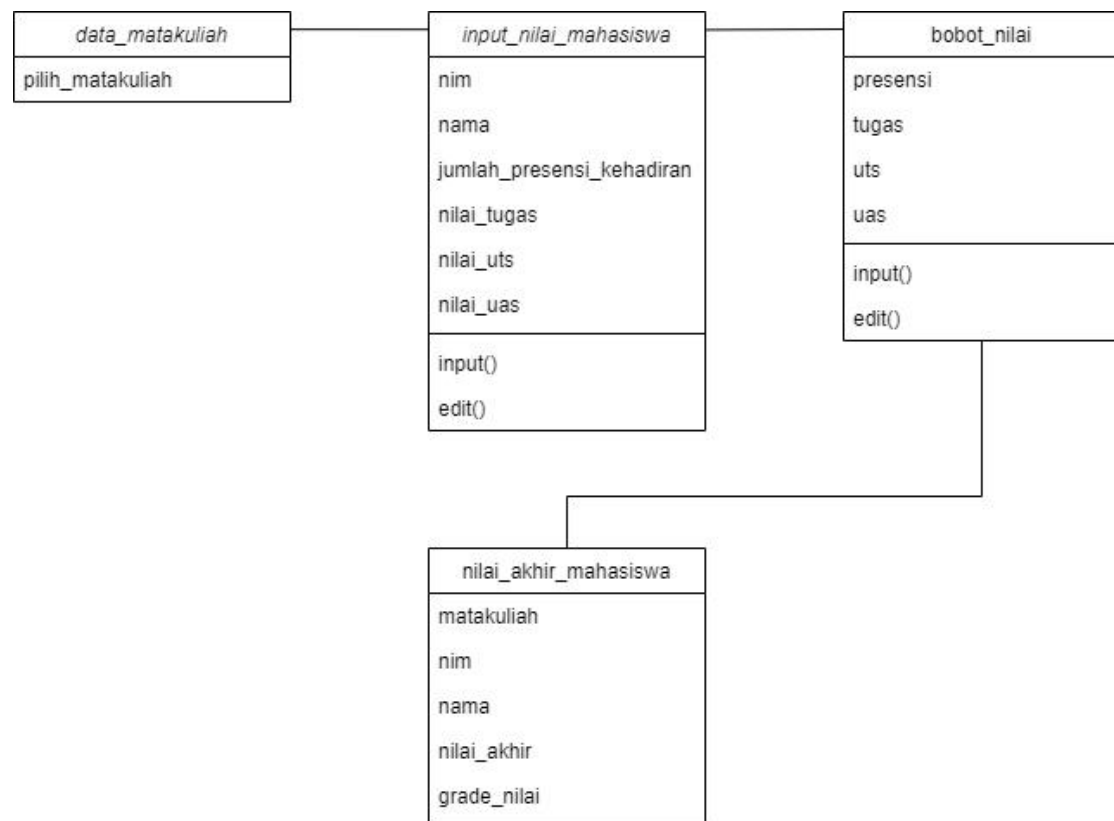 data_matakuliah
pilih_matakuliah
input_nilai_mahasiswa
nim
nama
jumlah_presensi_kehadiran
nilai_tugas
nilai_uts
nilai_uas
input()
edit()
bobot_nilai
presensi
tugas
uts
uas
input()
edit()
nilai_akhir_mahasiswa
matakuliah
nim
nama
nilai_akhir
grade_nilai